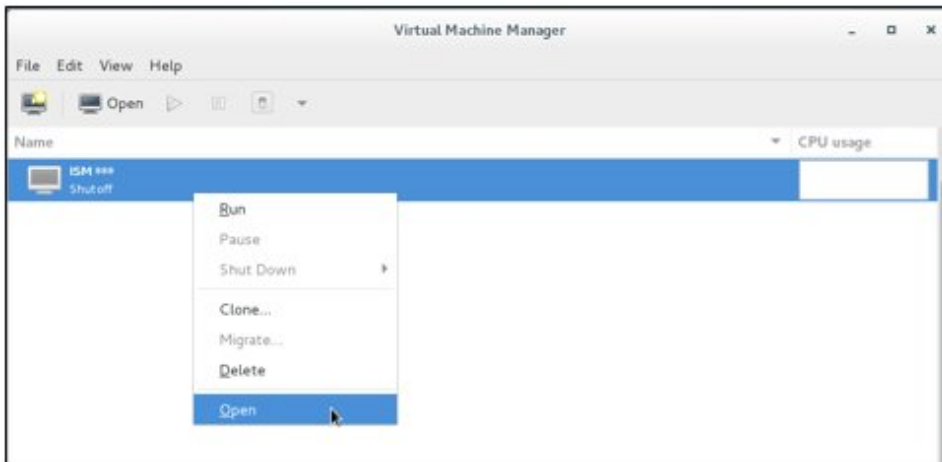 Virtual Machine Manager
File Edit View Help
Open
Name CPU usage
ISM ***
Shutoff
Run
Pause
Shut Down
Clone...
Migrate...
Delete
Open